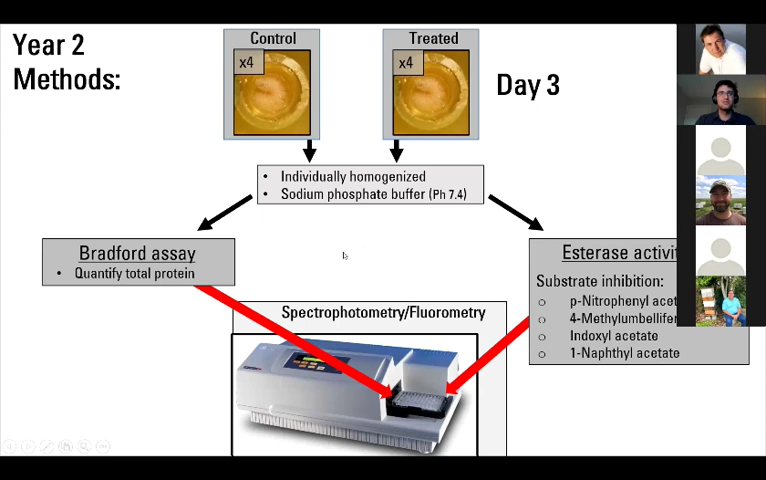 Year 2
Methods:
Control
x4
Treated
x4
Day 3
• Individually homogenized
• Sodium phosphate buffer (Ph 7.4)
Bradford assay
• Quantify total protein
Esterase activi
Substrate inhibition:
o p-Nitrophenyl acet
o 4-Methylumbellifer
o Indoxyl acetate
o 1-Naphthyl acetate
Spectrophotometry/Fluorometry